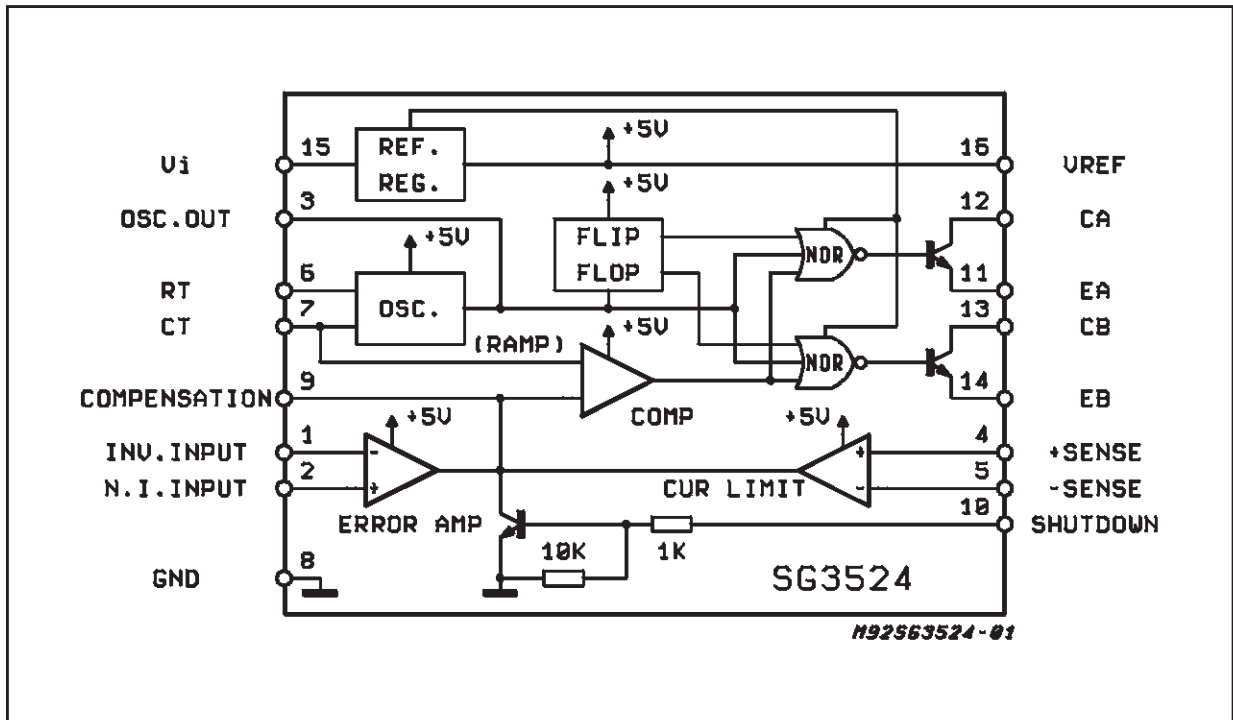 +5V
Vi 15 REF. 16 VREF
REG.
+5V
3 12
OSC.OUT CA
+5V FLIP NOR
FLOP
6 11
RT OSC. EA
7 13
CT CB
+5V
(RAMP) NOR
9 14
COMPENSATION COMP EB
+5V +5V
1 4
INV.INPUT - + +SENSE
2 5
N.I.INPUT + CUR LIMIT - -SENSE
10
ERROR AMP SHUTDOWN
10K 1K
8
GND SG3524
M92SG3524-01